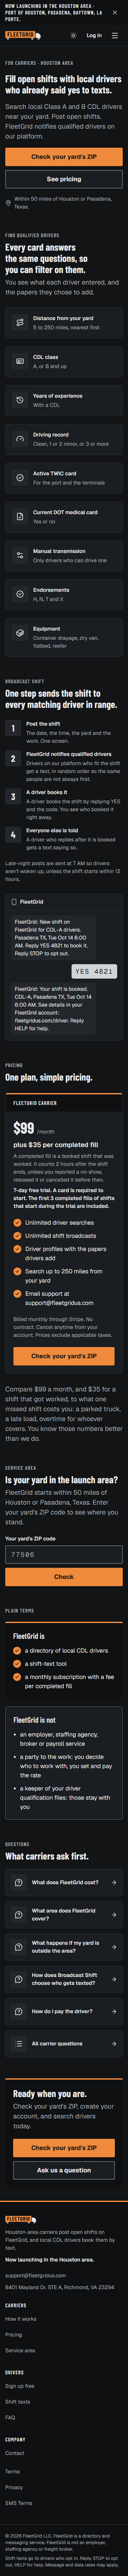 NOW LAUNCHING IN THE HOUSTON AREA ·
PORT OF HOUSTON, PASADENA, BAYTOWN, LA
PORTE.
FLEETGRID
Log in
FOR CARRIERS · HOUSTON AREA
Fill open shifts with local drivers
who already said yes to texts.
Search local Class A and B CDL drivers
near your yard. Post open shifts.
FleetGrid notifies qualified drivers on
our platform.
Check your yard's ZIP
See pricing
Within 50 miles of Houston or Pasadena,
Texas.
FIND QUALIFIED DRIVERS
Every card answers
the same questions, so
you can filter on them.
You see what each driver entered, and
the papers they chose to add.
Distance from your yard
5 to 250 miles, nearest first
CDL class
A, or B and up
Years of experience
With a CDL
Driving record
Clean, 1 or 2 minor, or 3 or more
Active TWIC card
For the port and the terminals
Current DOT medical card
Yes or no
Manual transmission
Only drivers who can drive one
Endorsements
H, N, T and X
Equipment
Container drayage, dry van,
flatbed, reefer
BROADCAST SHIFT
One step sends the shift to
every matching driver in range.
1
Post the shift
The date, the time, the yard and the
work. One screen.
2
FleetGrid notifies qualified drivers
Drivers on our platform who fit the shift
get a text, in random order so the same
people are not always first.
3
A driver books it
A driver books the shift by replying YES
and the code. You see who booked it
right away.
4
Everyone else is told
A driver who replies after it is booked
gets a text saying so.
Late-night posts are sent at 7 AM so drivers
aren't woken up, unless the shift starts within 12
hours.
FleetGrid
FleetGrid: New shift on
FleetGrid for CDL-A drivers.
Pasadena TX, Tue Oct 14 6:00
AM. Reply YES 4821 to book it.
Reply STOP to opt out.
YES 4821
FleetGrid: Your shift is booked.
CDL-A, Pasadena TX, Tue Oct 14
6:00 AM. See details in your
FleetGrid account:
fleetgridus.com/driver. Reply
HELP for help.
PRICING
One plan, simple pricing.
FLEETGRID CARRIER
$99 /month
plus $35 per completed fill
A completed fill is a booked shift that was
worked. It counts 2 hours after the shift
ends, unless you reported a no-show,
released it or cancelled it before then.
7-day free trial. A card is required to
start. The first 3 completed fills of shifts
that start during the trial are included.
Unlimited driver searches
Unlimited shift broadcasts
Driver profiles with the papers
drivers add
Search up to 250 miles from
your yard
Email support at
support@fleetgridus.com
Billed monthly through Stripe. No
contract. Cancel anytime from your
account. Prices exclude applicable taxes.
Check your yard's ZIP
Compare $99 a month, and $35 for a
shift that got worked, to what one
missed shift costs you: a parked truck,
a late load, overtime for whoever
covers. You know those numbers better
than we do.
SERVICE AREA
Is your yard in the launch area?
FleetGrid starts within 50 miles of
Houston or Pasadena, Texas. Enter
your yard's ZIP code to see where you
stand.
Your yard's ZIP code
77506
Check
PLAIN TERMS
FleetGrid is
a directory of local CDL drivers
a shift-text tool
a monthly subscription with a fee
per completed fill
FleetGrid is not
an employer, staffing agency,
broker or payroll service
a party to the work: you decide
who to work with, you set and pay
the rate
a keeper of your driver
qualification files: those stay with
you
QUESTIONS
What carriers ask first.
What does FleetGrid cost?
What area does FleetGrid
cover?
What happens if my yard is
outside the area?
How does Broadcast Shift
choose who gets texted?
How do I pay the driver?
All carrier questions
Ready when you are.
Check your yard's ZIP, create your
account, and search drivers
today.
Check your yard's ZIP
Ask us a question
FLEETGRID
Houston-area carriers post open shifts on
FleetGrid, and local CDL drivers book them by
text.
Now launching in the Houston area.
support@fleetgridus.com
8401 Mayland Dr. STE A, Richmond, VA 23294
CARRIERS
How it works
Pricing
Service area
DRIVERS
Sign up free
Shift texts
FAQ
COMPANY
Contact
Terms
Privacy
SMS Terms
© 2026 FleetGrid LLC. FleetGrid is a directory and
messaging service. FleetGrid is not an employer,
staffing agency or freight broker.
Shift texts go to drivers who opt in. Reply STOP to opt
out, HELP for help. Message and data rates may apply.